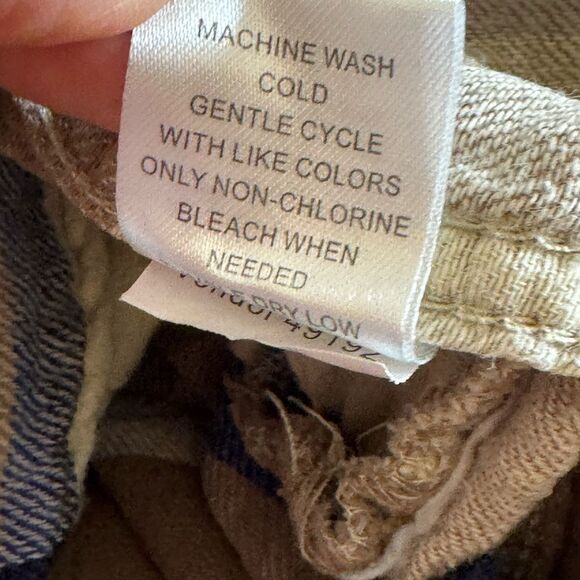 MACHINE WASH
COLD
GENTLE CYCLE
WITH LIKE COLORS
ONLY NON-CHLORINE
BLEACH WHEN
NEEDED
DRY LOW